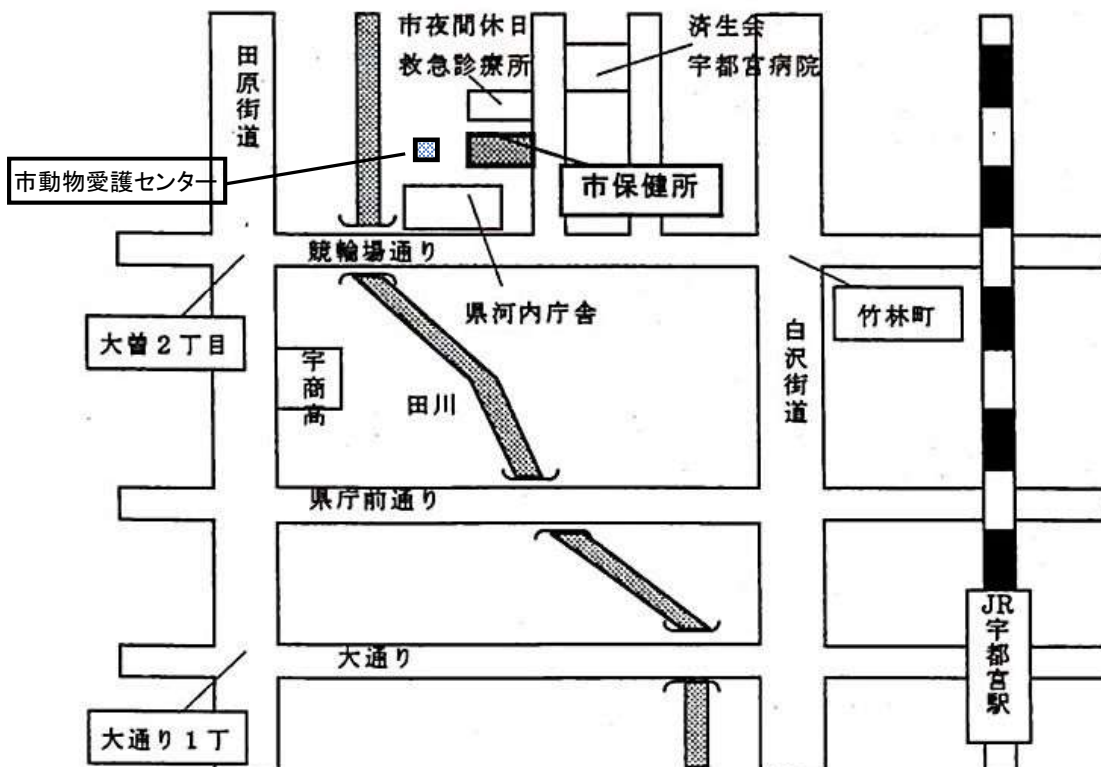 市夜間休日
救急診療所
済生会
宇都宮病院
田原街道
市動物愛護センター
市保健所
競輪場通り
県河内庁舎
竹林町
大曽2丁目
宇商高
田川
白沢街道
県庁前通り
JR宇都宮駅
大通り
大通り1丁